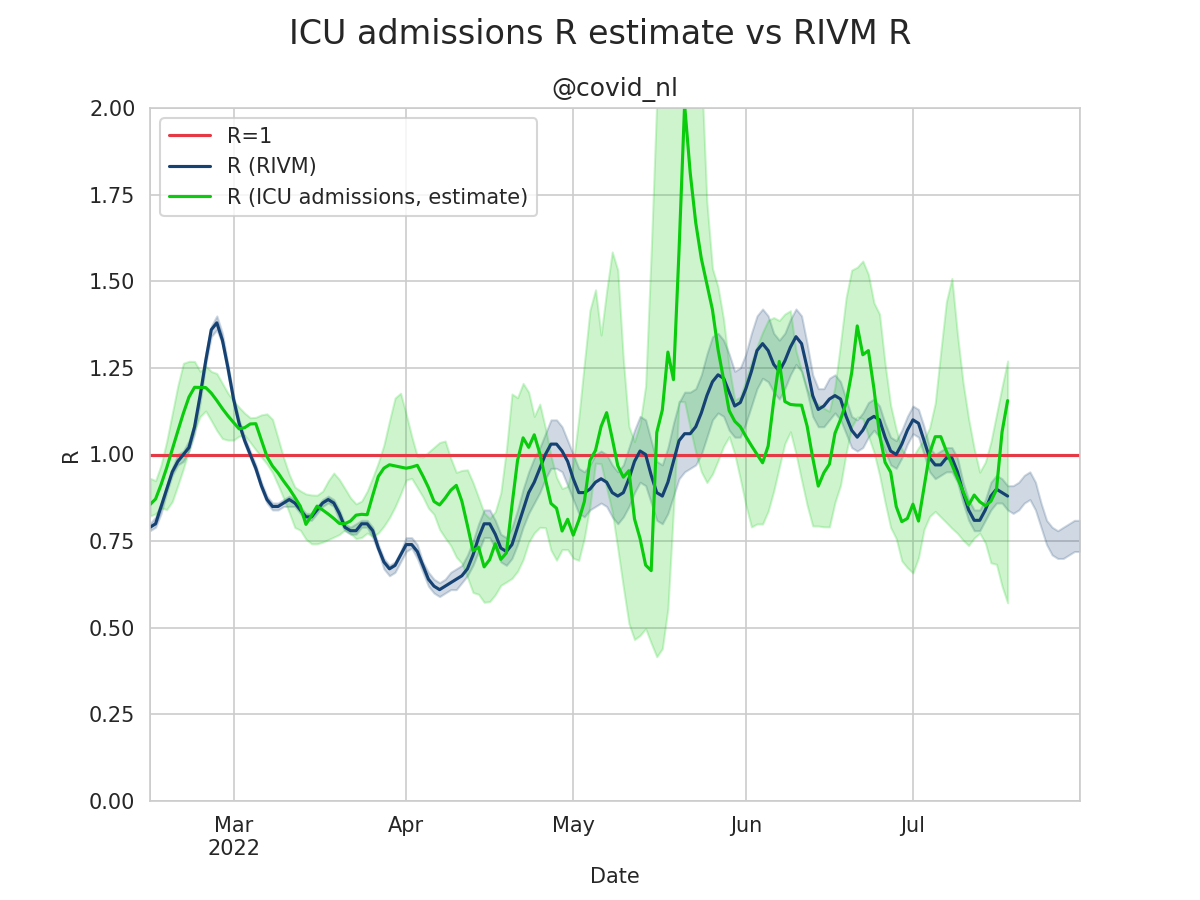 ICU admissions R estimate vs RIVM R
@covid_nl
R=1
R (RIVM)
R (ICU admissions, estimate)
2.00
1.75
1.50
1.25
1.00
0.75
0.50
0.25
0.00
R
Mar
2022
Apr
May
Jun
Jul
Date